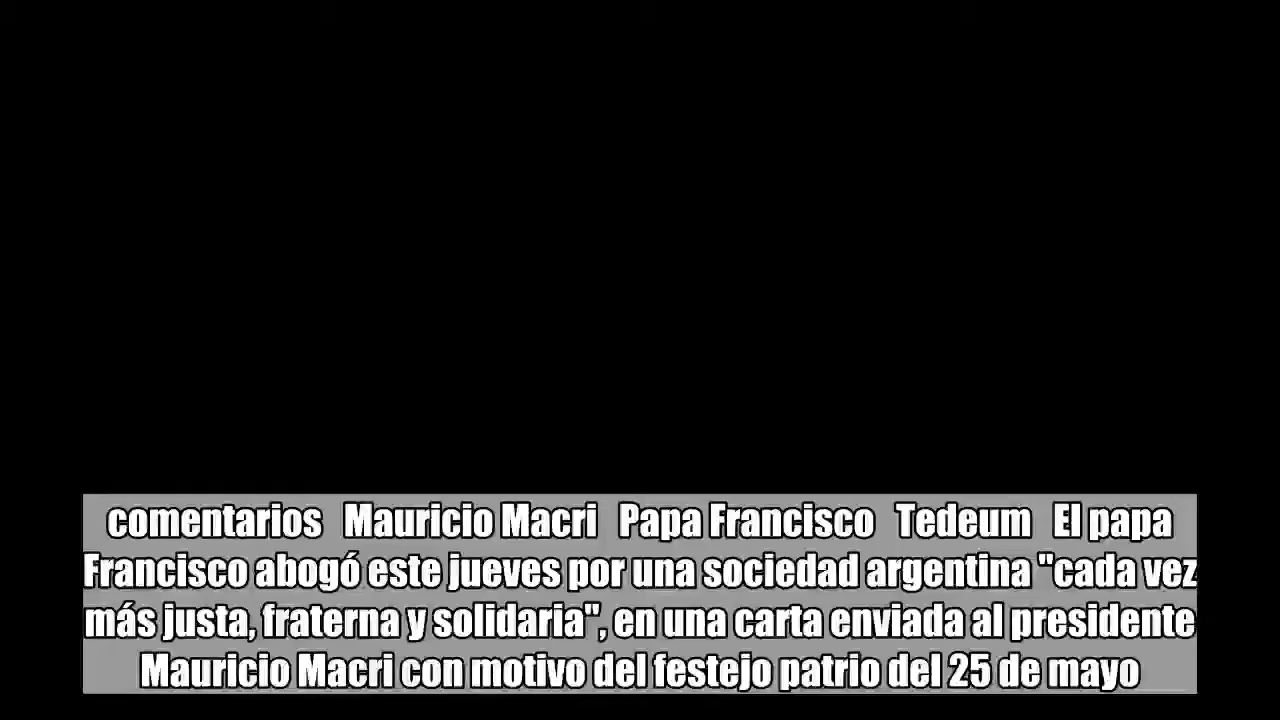 comentarios Mauricio Macri Papa Francisco Tedeum El papa
Francisco abogó este jueves por una sociedad argentina "cada vez
más justa, fraterna y solidaria", en una carta enviada al presidente
Mauricio Macri con motivo del festejo patrio del 25 de mayo